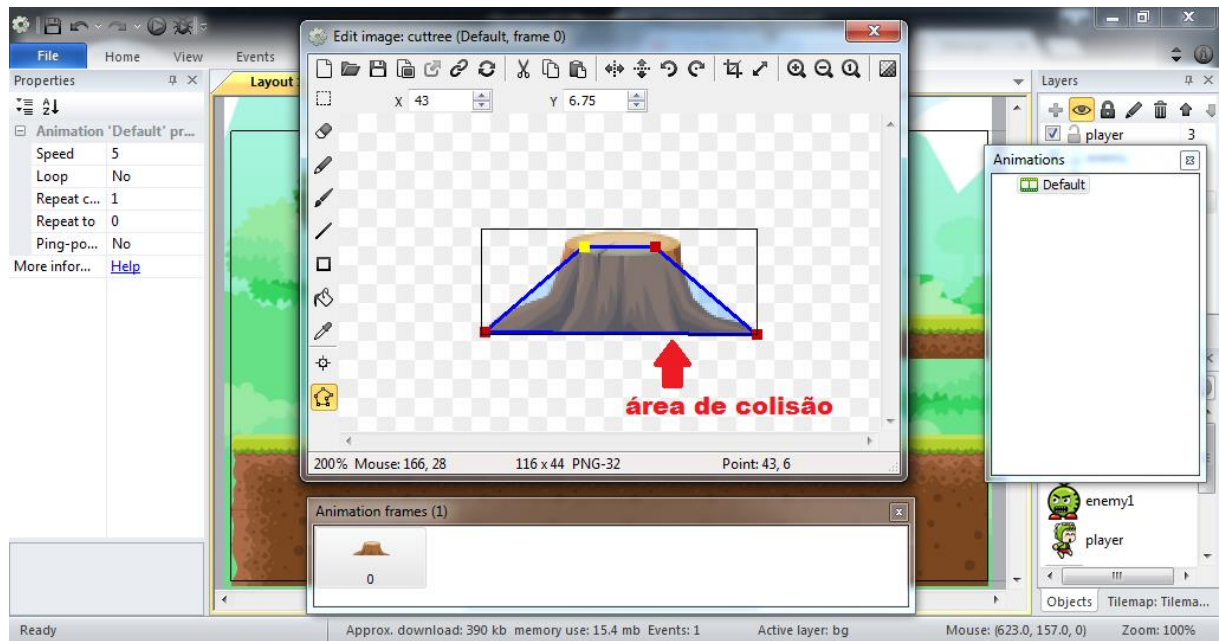 File
Home
View
Events
Properties
Animation 'Default' pr...
Speed 5
Loop No
Repeat c... 1
Repeat to 0
Ping-po... No
More infor... Help
Layout
Edit image: cuttree (Default, frame 0)
X 43
Y 6.75
área de colisão
200% Mouse: 166, 28
116 x 44 PNG-32
Point: 43, 6
Animation frames (1)
0
Layers
player 3
Animations
Default
enemy1
player
Objects
Tilemap: Tilema...
Ready
Approx. download: 390 kb memory use: 15.4 mb Events: 1
Active layer: bg
Mouse: (623.0, 157.0, 0)
Zoom: 100%